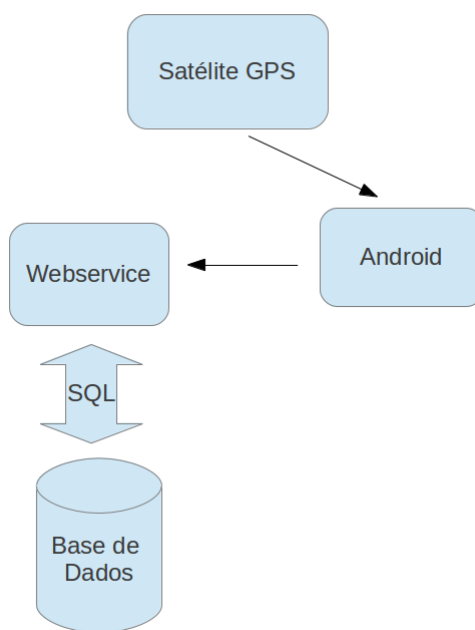 Satélite GPS
Android
Webservice
SQL
Base de
Dados